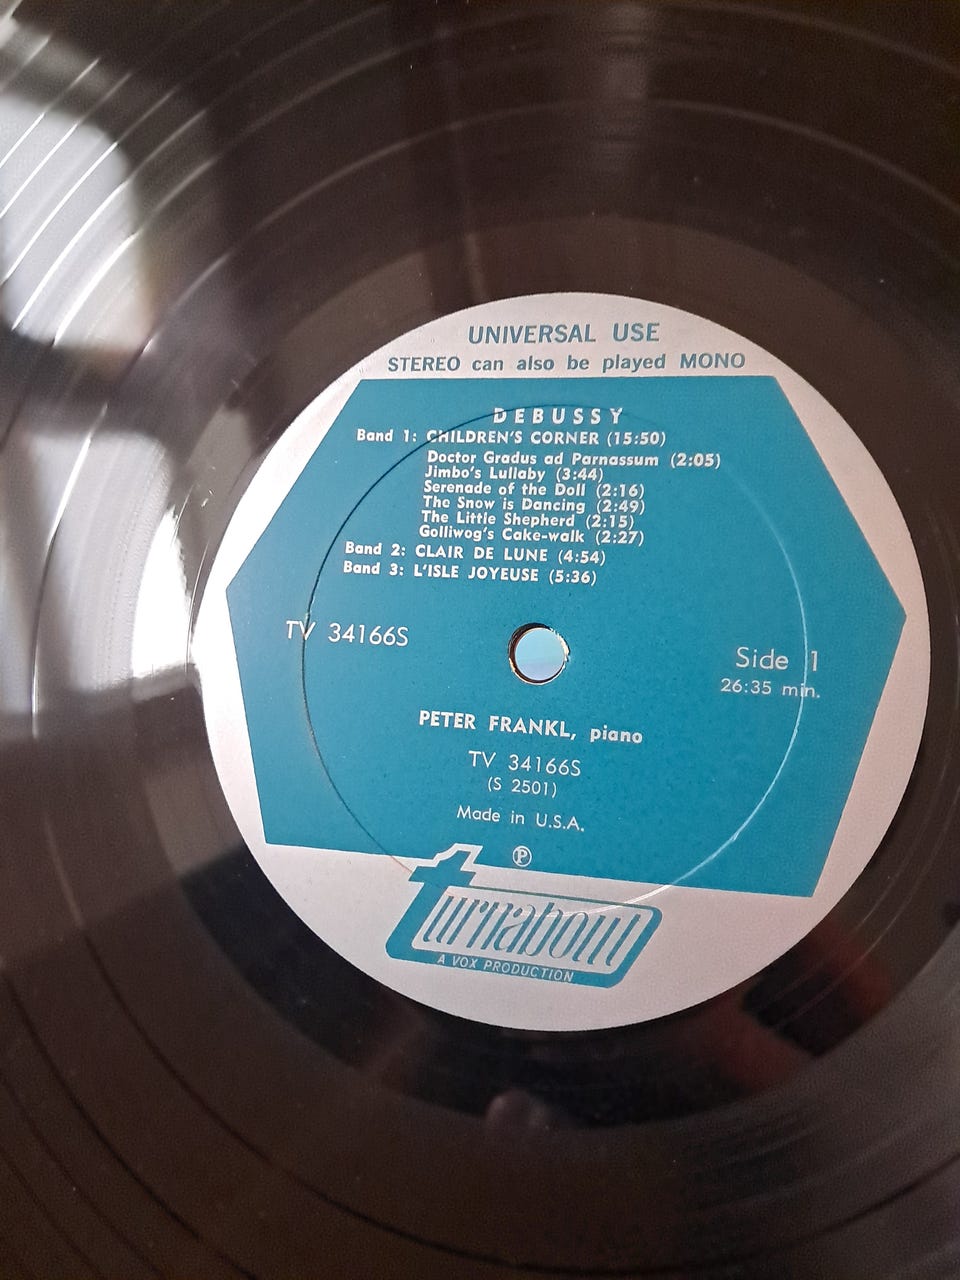 UNIVERSAL USE
STEREO can also be played MONO
DEBUSSY
Band 1: CHILDREN'S CORNER (15:50)
Doctor Gradus ad Parnassum (2:05)
Jimbo's Lullaby (3:44)
Serenade of the Doll (2:16)
The Snow is Dancing (2:49)
The Little Shepherd (2:15)
Golliwog's Cake-walk (2:27)
Band 2: CLAIR DE LUNE (4:54)
Band 3: L'ISLE JOYEUSE (5:36)
TV 34166S
Side 1
26:35 min.
PETER FRANKL, piano
TV 34166S
(S 2501)
Made in U.S.A.
℗
turnabout
A VOX PRODUCTION